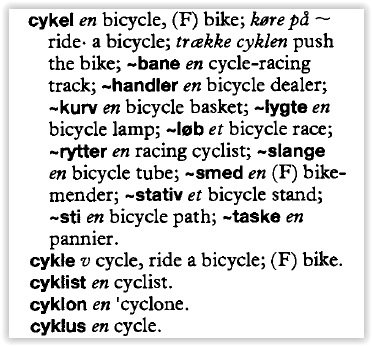 cykel en bicycle, (F) bike; køre på ~
ride· a bicycle; trække cyklen push
the bike; ~bane en cycle-racing
track; ~handler en bicycle dealer;
~kurv en bicycle basket; ~lygte en
bicycle lamp; ~løb et bicycle race;
~rytter en racing cyclist; ~slange
en bicycle tube; ~smed en (F) bike-
mender; ~stativ et bicycle stand;
~sti en bicycle path; ~taske en
pannier.
cykle v cycle, ride a bicycle; (F) bike.
cyklist en cyclist.
cyklon en 'cyclone.
cyklus en cycle.